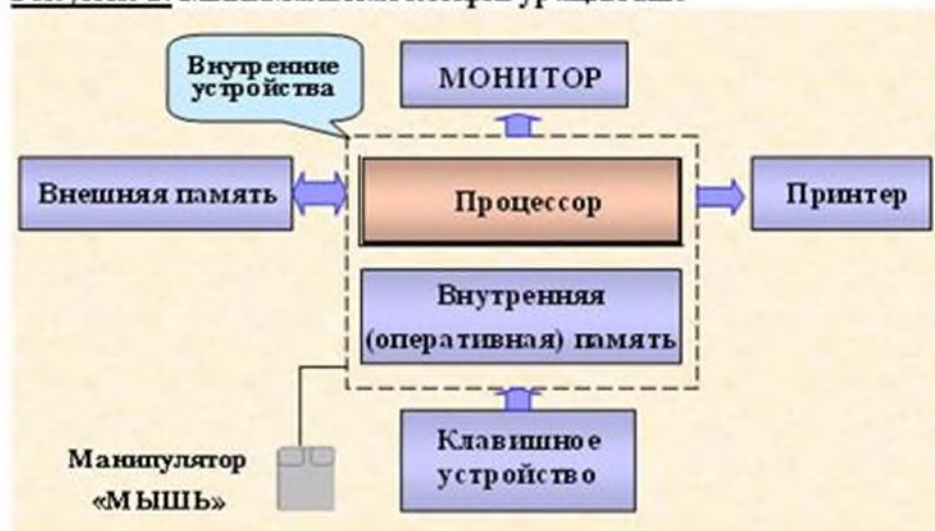 Внутренние
устройства
МОНИТОР
Внешняя память
Процессор
Принтер
Внутренняя
(оперативная) память
Клавишное
устройство
Манипулятор
«МЫШЬ»